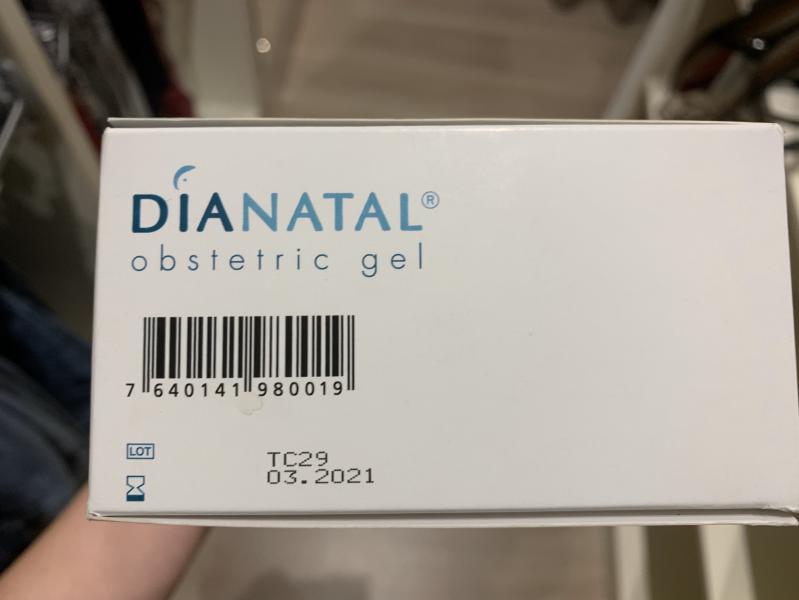 DIANATAL®
obstetric gel
7 640141 980019
LOT
TC29
03.2021